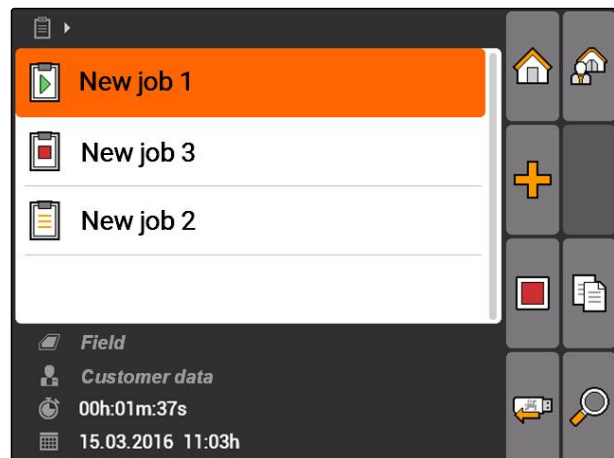 New job 1
New job 3
New job 2
Field
Customer data
00h:01m:37s
15.03.2016 11:03h